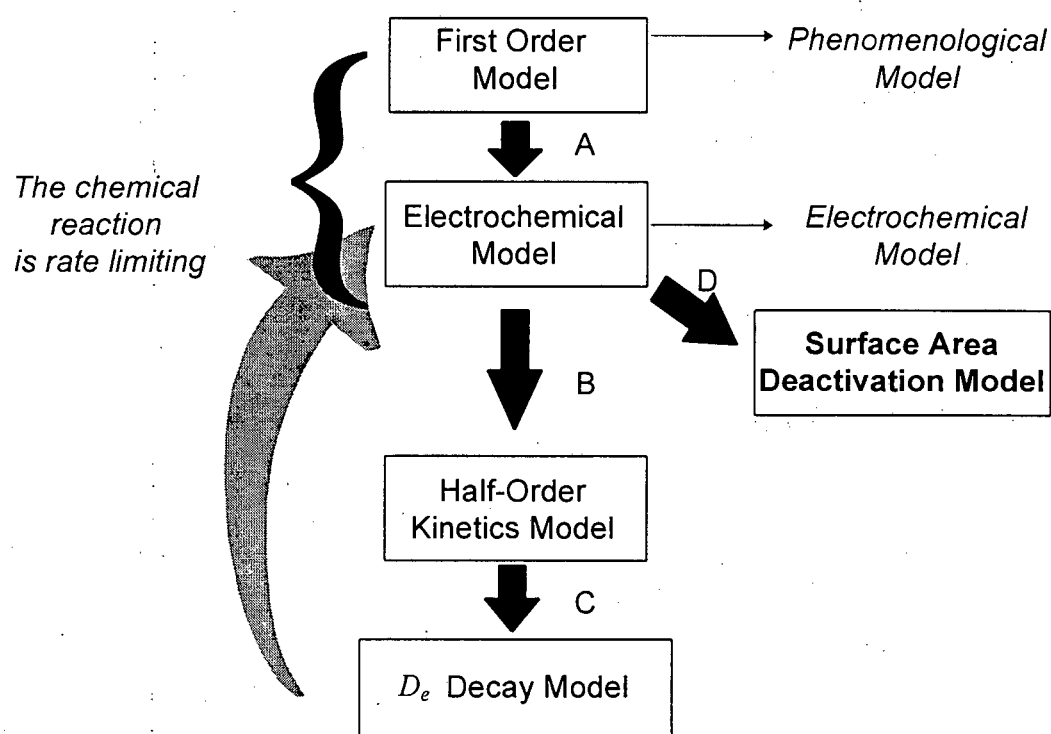 First Order
Model
Phenomenological
Model
A
The chemical
reaction
is rate limiting
Electrochemical
Model
Electrochemical
Model
D
Surface Area
Deactivation Model
B
Half-Order
Kinetics Model
C
Dₑ Decay Model